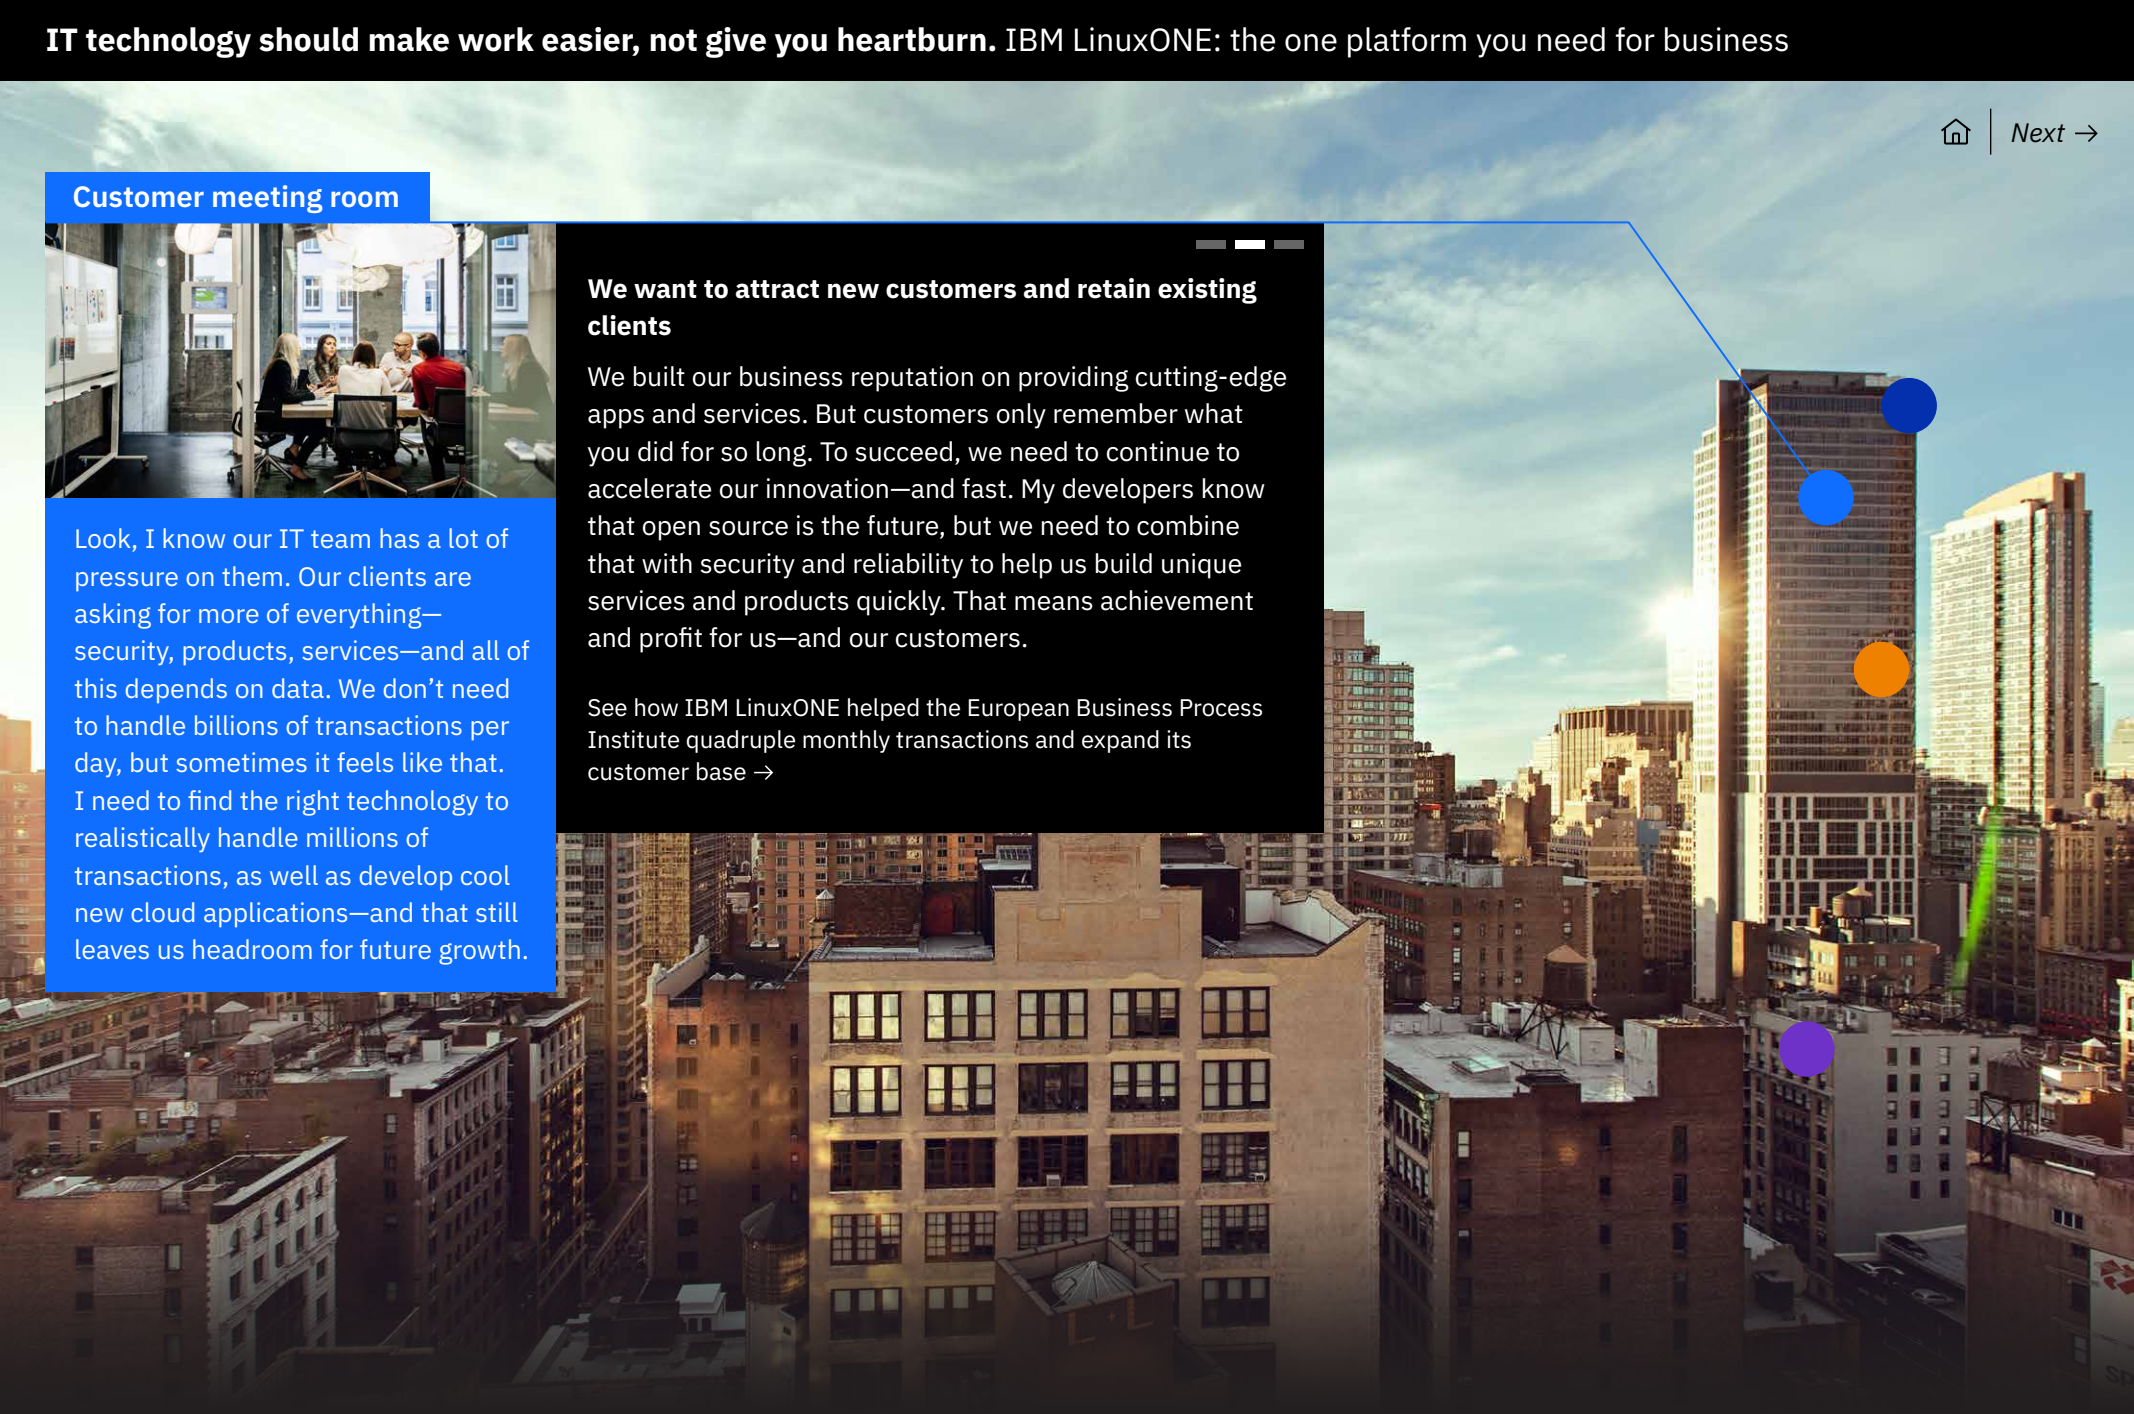 IT technology should make work easier, not give you heartburn. IBM LinuxONE: the one platform you need for business
Next →
Customer meeting room
Look, I know our IT team has a lot of
pressure on them. Our clients are
asking for more of everything—
security, products, services—and all of
this depends on data. We don’t need
to handle billions of transactions per
day, but sometimes it feels like that.
I need to find the right technology to
realistically handle millions of
transactions, as well as develop cool
new cloud applications—and that still
leaves us headroom for future growth.
We want to attract new customers and retain existing
clients
We built our business reputation on providing cutting-edge
apps and services. But customers only remember what
you did for so long. To succeed, we need to continue to
accelerate our innovation—and fast. My developers know
that open source is the future, but we need to combine
that with security and reliability to help us build unique
services and products quickly. That means achievement
and profit for us—and our customers.
See how IBM LinuxONE helped the European Business Process
Institute quadruple monthly transactions and expand its
customer base →